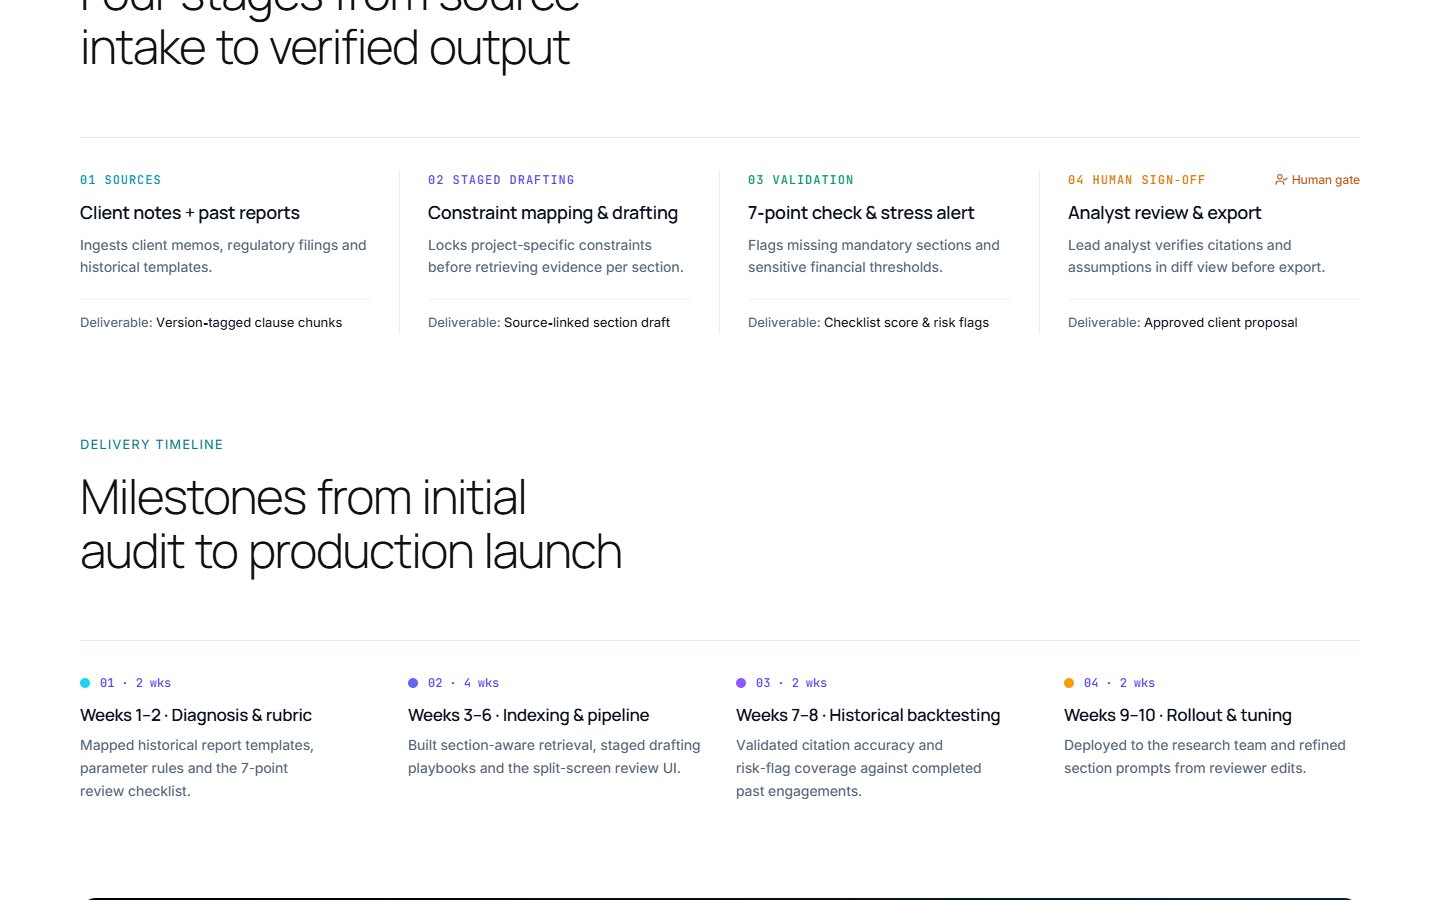 Four stages from source
intake to verified output
01 SOURCES
Client notes + past reports
Ingests client memos, regulatory filings and
historical templates.
Deliverable: Version-tagged clause chunks
02 STAGED DRAFTING
Constraint mapping & drafting
Locks project-specific constraints
before retrieving evidence per section.
Deliverable: Source-linked section draft
03 VALIDATION
7-point check & stress alert
Flags missing mandatory sections and
sensitive financial thresholds.
Deliverable: Checklist score & risk flags
04 HUMAN SIGN-OFF
Human gate
Analyst review & export
Lead analyst verifies citations and
assumptions in diff view before export.
Deliverable: Approved client proposal
DELIVERY TIMELINE
Milestones from initial
audit to production launch
01 · 2 wks
Weeks 1–2 · Diagnosis & rubric
Mapped historical report templates,
parameter rules and the 7-point
review checklist.
02 · 4 wks
Weeks 3–6 · Indexing & pipeline
Built section-aware retrieval, staged drafting
playbooks and the split-screen review UI.
03 · 2 wks
Weeks 7–8 · Historical backtesting
Validated citation accuracy and
risk-flag coverage against completed
past engagements.
04 · 2 wks
Weeks 9–10 · Rollout & tuning
Deployed to the research team and refined
section prompts from reviewer edits.